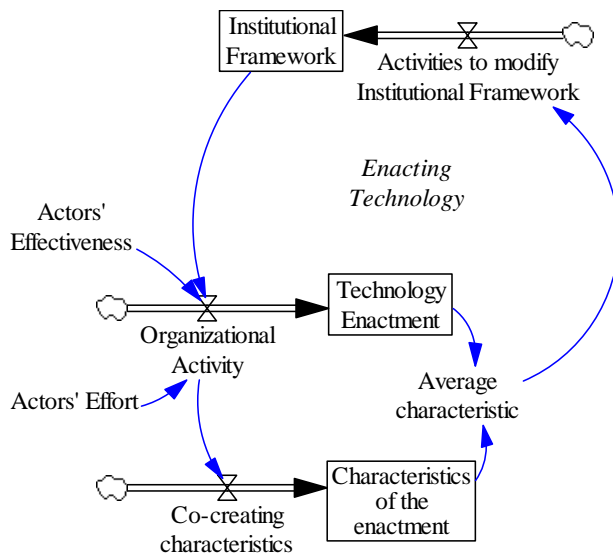 Institutional
Framework
Activities to modify
Institutional Framework
Enacting
Technology
Actors'
Effectiveness
Technology
Enactment
Organizational
Activity
Actors' Effort
Average
characteristic
Characteristics
of the
enactment
Co-creating
characteristics